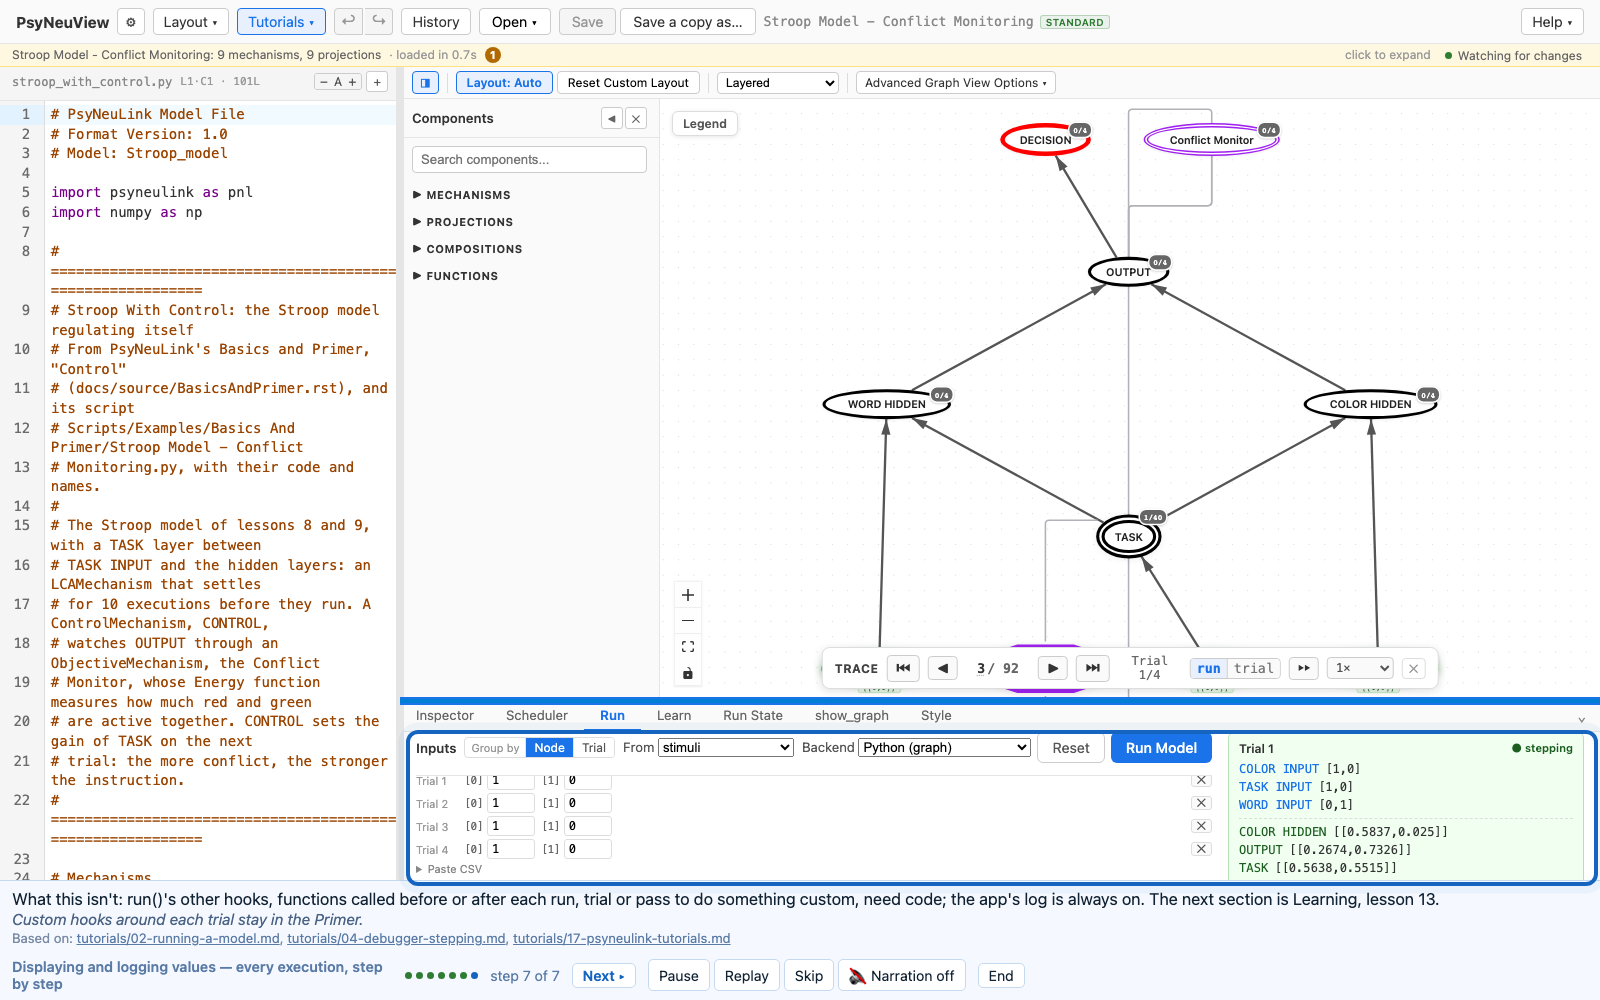 PsyNeuView ⚙ Layout ▾ Tutorials ▾ ↩ ↪ History Open ▾ Save Save a copy as... Stroop Model – Conflict Monitoring STANDARD Help ▾
Stroop Model - Conflict Monitoring: 9 mechanisms, 9 projections · loaded in 0.7s 1 click to expand Watching for changes
stroop_with_control.py L1·C1 · 101L − A + +
Layout: Auto Reset Custom Layout Layered Advanced Graph View Options ▾
1 # PsyNeuLink Model File
2 # Format Version: 1.0
3 # Model: Stroop_model
4
5 import psyneulink as pnl
6 import numpy as np
7
8 #
=========================================
==================
9 # Stroop With Control: the Stroop model
regulating itself
10 # From PsyNeuLink's Basics and Primer,
"Control"
11 # (docs/source/BasicsAndPrimer.rst), and
its script
12 # Scripts/Examples/Basics And
Primer/Stroop Model – Conflict
13 # Monitoring.py, with their code and
names.
14 #
15 # The Stroop model of lessons 8 and 9,
with a TASK layer between
16 # TASK INPUT and the hidden layers: an
LCAMechanism that settles
17 # for 10 executions before they run. A
ControlMechanism, CONTROL,
18 # watches OUTPUT through an
ObjectiveMechanism, the Conflict
19 # Monitor, whose Energy function
measures how much red and green
20 # are active together. CONTROL sets the
gain of TASK on the next
21 # trial: the more conflict, the stronger
the instruction.
22 #
=========================================
==================
23
24 # Mechanisms
Components ◀ ✕
Search components...
▶ MECHANISMS
▶ PROJECTIONS
▶ COMPOSITIONS
▶ FUNCTIONS
Legend
DECISION 0/4
Conflict Monitor 0/4
OUTPUT 0/4
WORD HIDDEN 0/4
COLOR HIDDEN 0/4
TASK 1/40
TRACE 3 / 92 Trial 1/4 run trial 1× ✕
Inspector Scheduler Run Learn Run State show_graph Style
Inputs Group by Node Trial From stimuli Backend Python (graph) Reset Run Model
Trial 1 [0] 1 [1] 0 ✕
Trial 2 [0] 1 [1] 0 ✕
Trial 3 [0] 1 [1] 0 ✕
Trial 4 [0] 1 [1] 0 ✕
▶ Paste CSV
Trial 1 stepping
COLOR INPUT [1,0]
TASK INPUT [1,0]
WORD INPUT [0,1]
COLOR HIDDEN [[0.5837,0.025]]
OUTPUT [[0.2674,0.7326]]
TASK [[0.5638,0.5515]]
What this isn't: run()'s other hooks, functions called before or after each run, trial or pass to do something custom, need code; the app's log is always on. The next section is Learning, lesson 13.
Custom hooks around each trial stay in the Primer.
Based on: tutorials/02-running-a-model.md, tutorials/04-debugger-stepping.md, tutorials/17-psyneulink-tutorials.md
Displaying and logging values — every execution, step
by step
step 7 of 7 Next ▸ Pause Replay Skip Narration off End